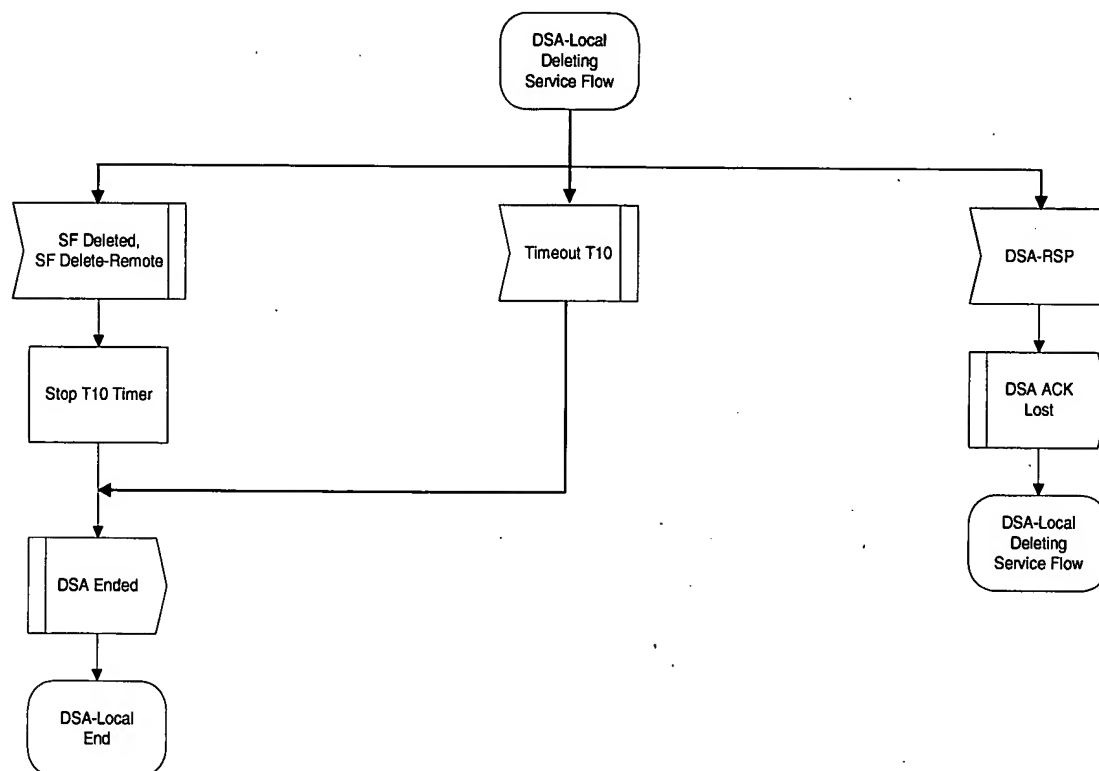 DSA-Local
Deleting
Service Flow
SF Deleted,
SF Delete-Remote
Timeout T10
DSA-RSP
Stop T10 Timer
DSA ACK
Lost
DSA Ended
DSA-Local
Deleting
Service Flow
DSA-Local
End